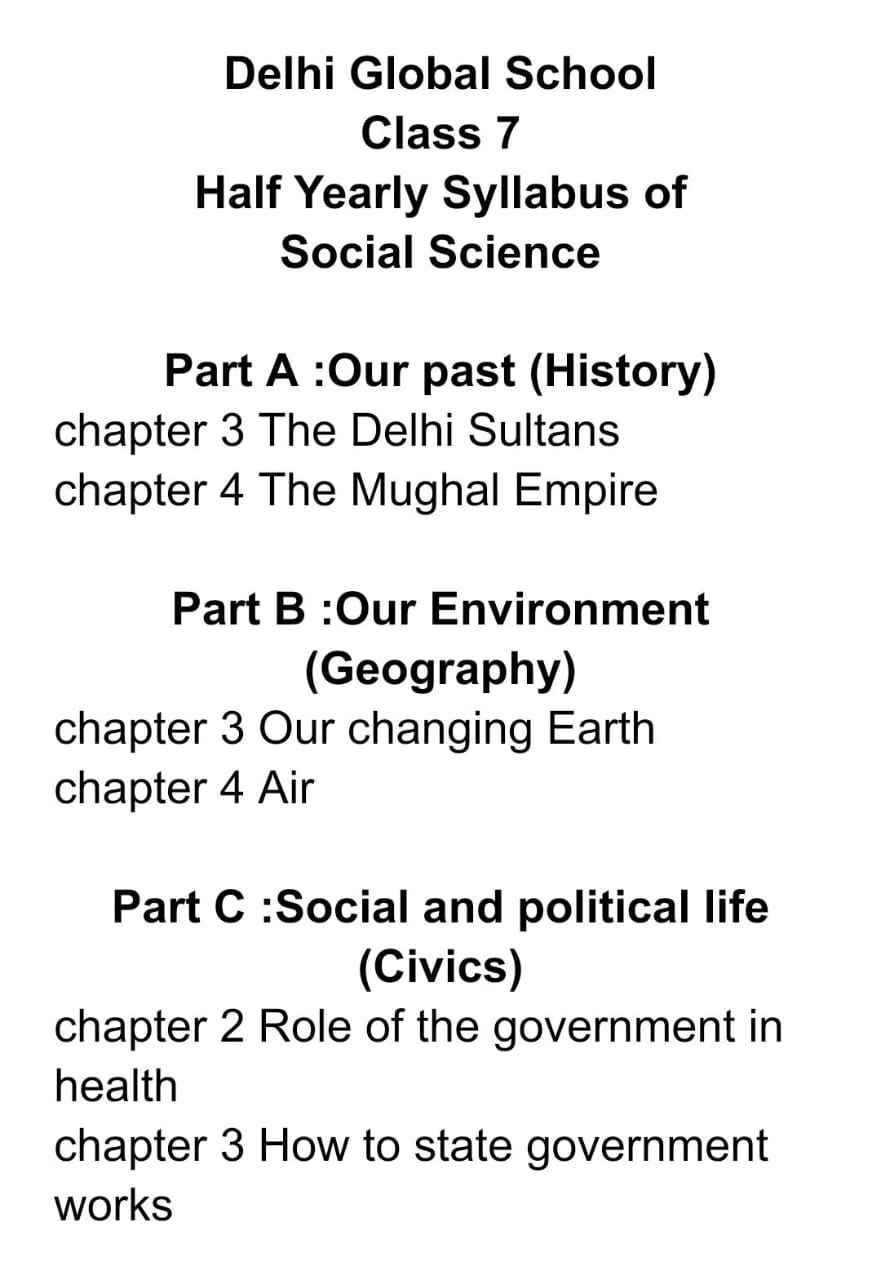 Delhi Global School
Class 7
Half Yearly Syllabus of
Social Science
Part A :Our past (History)
chapter 3 The Delhi Sultans
chapter 4 The Mughal Empire
Part B :Our Environment
(Geography)
chapter 3 Our changing Earth
chapter 4 Air
Part C :Social and political life
(Civics)
chapter 2 Role of the government in
health
chapter 3 How to state government
works